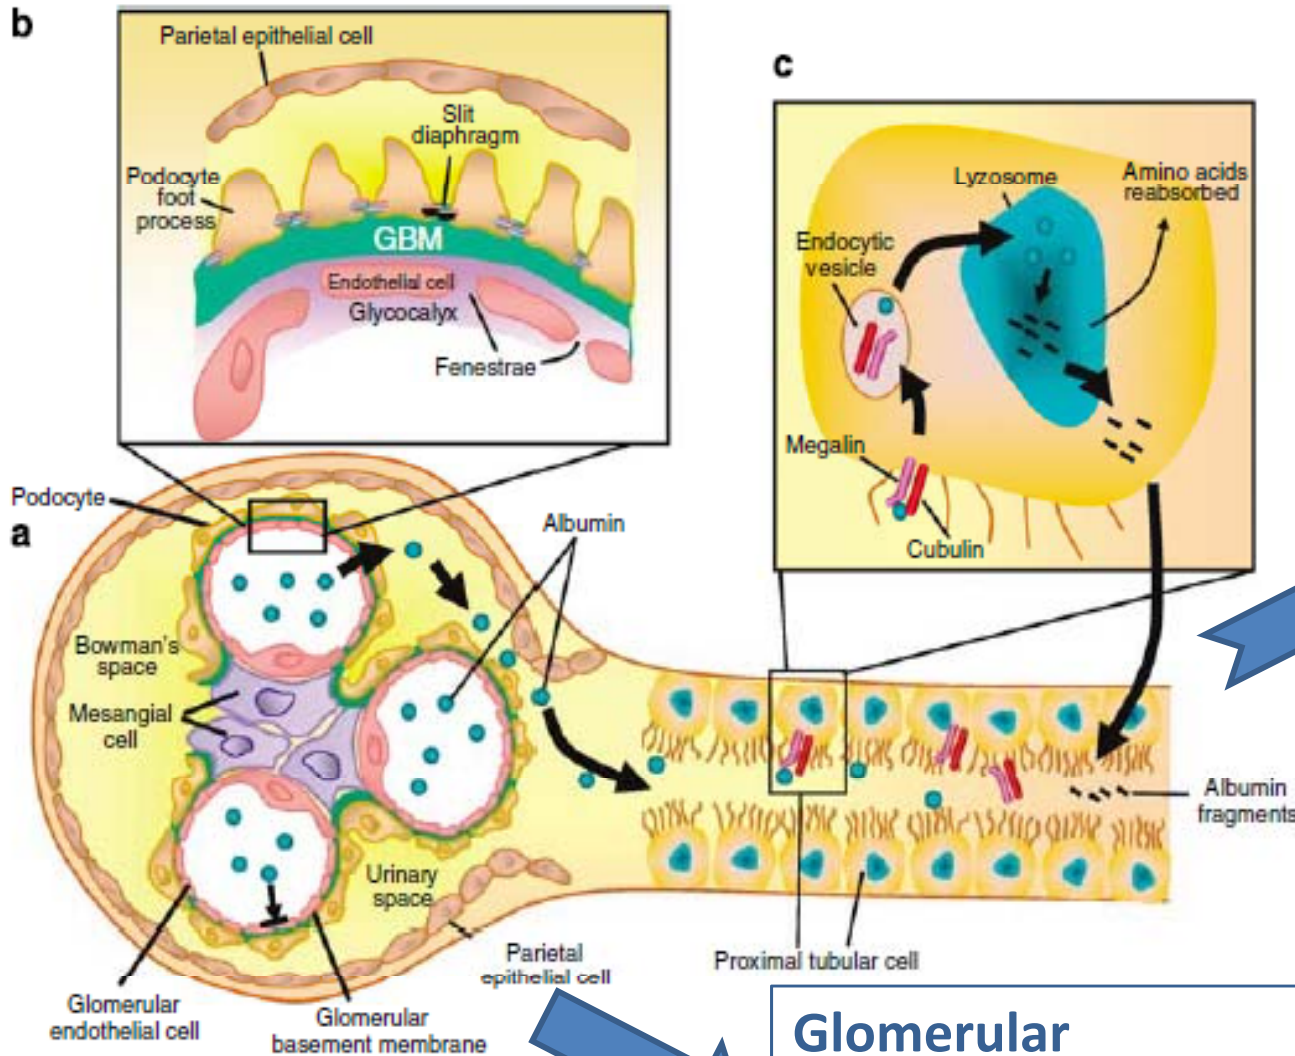 b
Parietal epithelial cell
Slit
diaphragm
Podocyte
foot
process
GBM
Endothelial cell
Glycocalyx
Fenestrae
c
Lyzosome
Amino acids
reabsorbed
Endocytic
vesicle
Megalin
Cubulin
Podocyte
a
Albumin
Bowman's
space
Mesangial
cell
Urinary
space
Albumin
fragments
Parietal
epithelial cell
Proximal tubular cell
Glomerular
endothelial cell
Glomerular
basement membrane
Glomerular